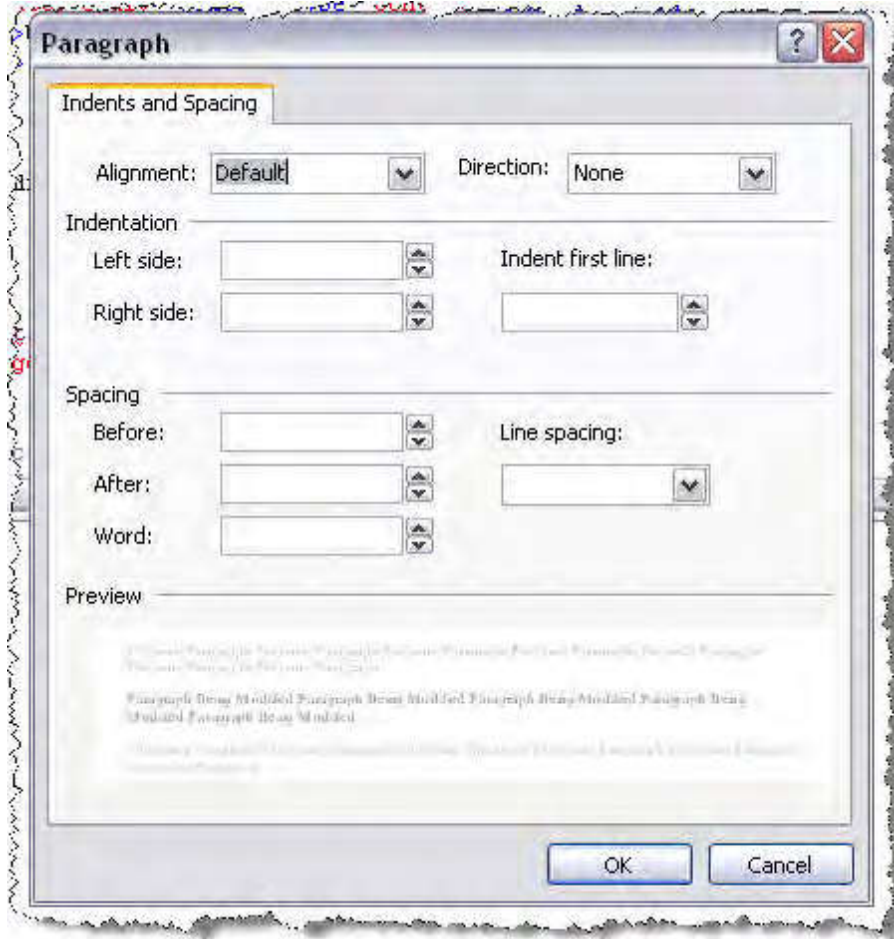 Paragraph
Indents and Spacing
Alignment: Default Direction: None
Indentation
Left side: Indent first line:
Right side:
Spacing
Before: Line spacing:
After:
Word:
Preview
Paragraph Being Modified Paragraph Being Modified Paragraph Being Modified Paragraph Being
Modified Paragraph Being Modified
OK Cancel